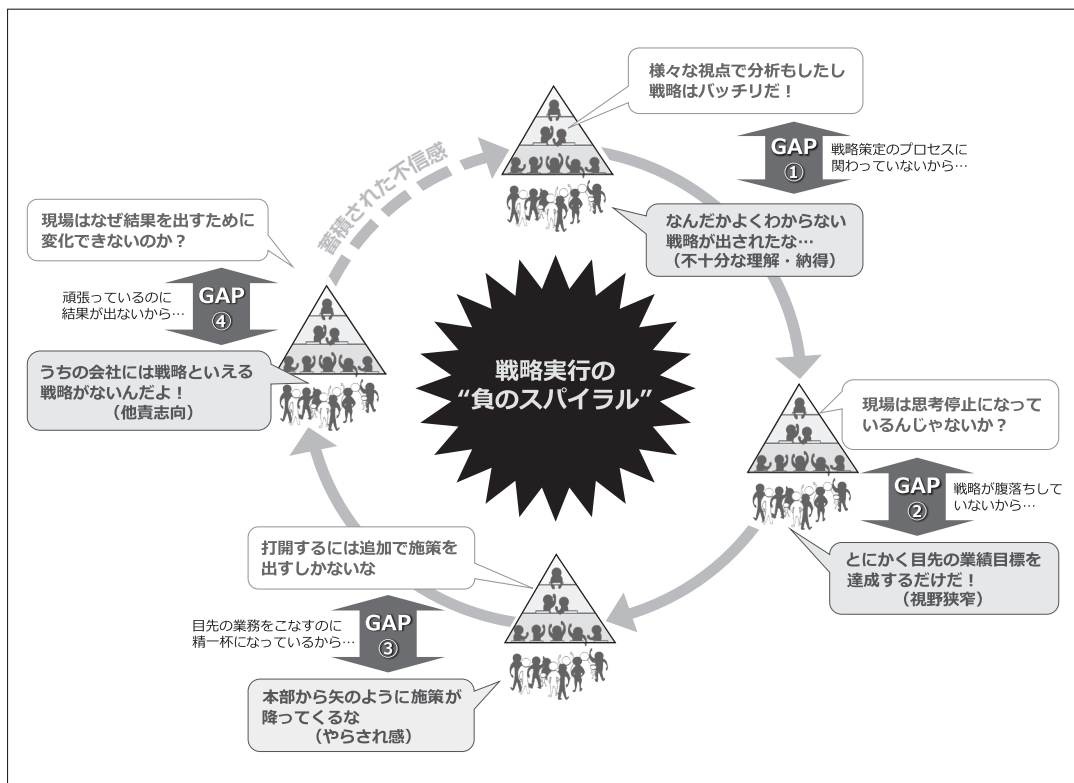 様々な視点で分析もしたし
戦略はバッチリだ！
GAP
①
戦略策定のプロセスに
関わっていないから…
なんだかよくわからない
戦略が出されたな…
（不十分な理解・納得）
現場は思考停止になって
いるんじゃないか？
GAP
②
戦略が腹落ちして
いないから…
とにかく目先の業績目標を
達成するだけだ！
（視野狭窄）
打開するには追加で施策を
出すしかないな
目先の業務をこなすのに
精一杯になっているから…
GAP
③
本部から矢のように施策が
降ってくるな
（やらされ感）
現場はなぜ結果を出すために
変化できないのか？
頑張っているのに
結果が出ないから…
GAP
④
うちの会社には戦略といえる
戦略がないんだよ！
（他責志向）
蓄積された不信感
戦略実行の
“負のスパイラル”